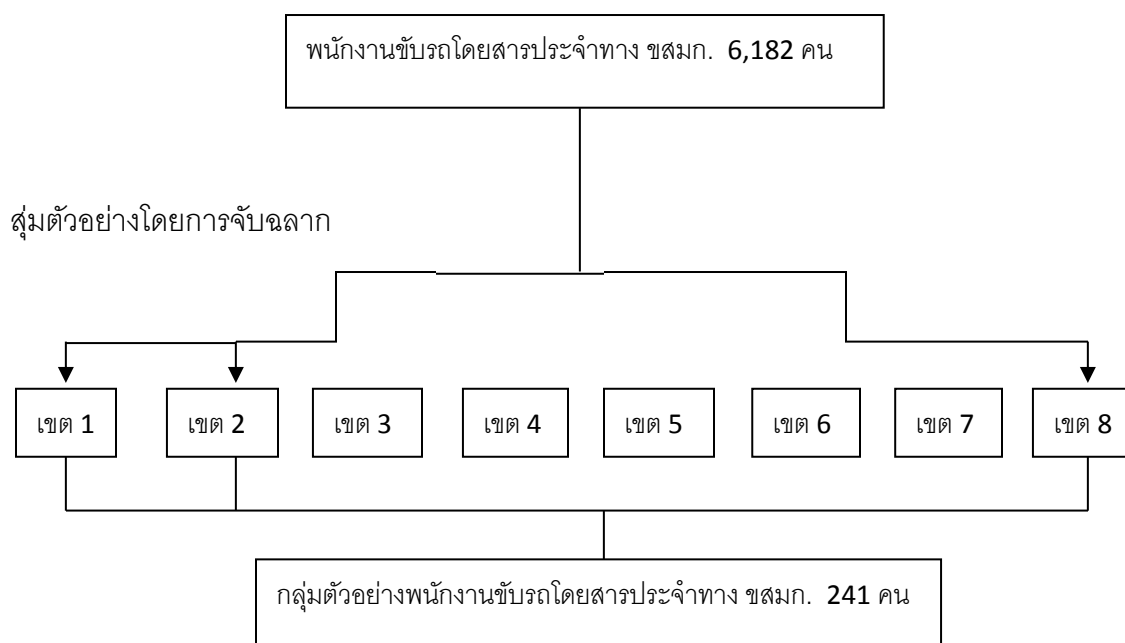 พนักงานขับรถโดยสารประจำทาง ขสมก. 6,182 คน
สุ่มตัวอย่างโดยการจับฉลาก
เขต 1
เขต 2
เขต 3
เขต 4
เขต 5
เขต 6
เขต 7
เขต 8
กลุ่มตัวอย่างพนักงานขับรถโดยสารประจำทาง ขสมก. 241 คน